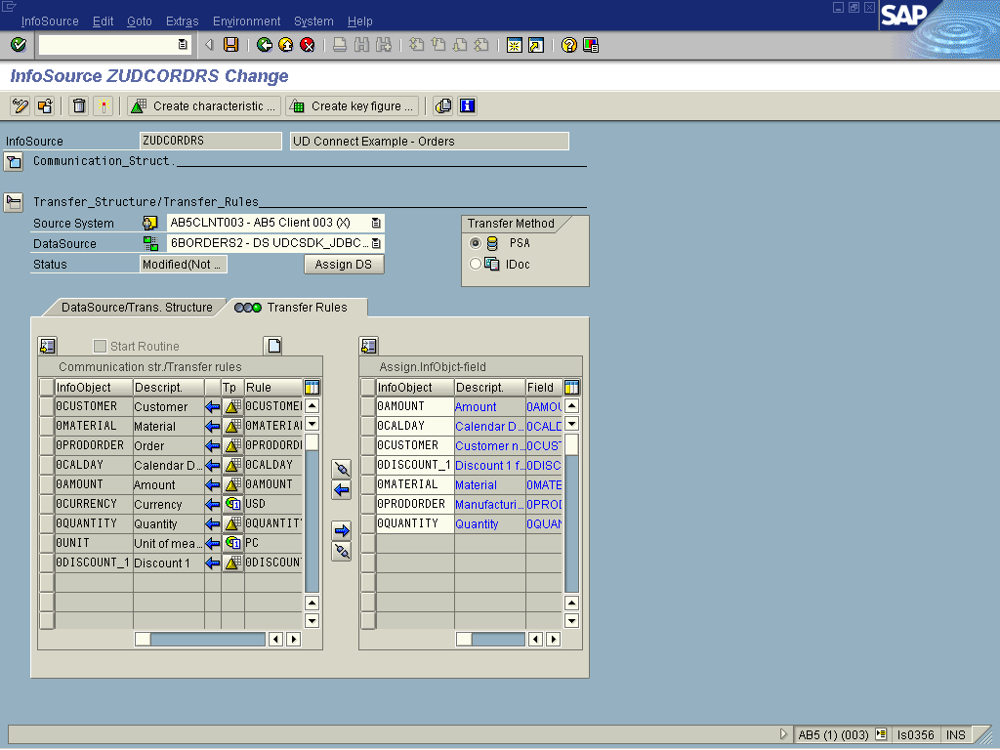 InfoSource Edit Goto Extras Environment System Help
SAP
InfoSource ZUDCORDRS Change
Create characteristic ... Create key figure ...
InfoSource ZUDCORDRS UD Connect Example - Orders
Communication_Struct.
Transfer_Structure/Transfer_Rules
Source System AB5CLNT003 - AB5 Client 003 (X)
DataSource 6BORDERS2 - DS UDCSDK_JDBC...
Status Modified(Not ... Assign DS
Transfer Method
PSA
IDoc
DataSource/Trans. Structure Transfer Rules
Start Routine
Communication str./Transfer rules
InfoObject Descript. Tp Rule
0CUSTOMER Customer 0CUSTOME
0MATERIAL Material 0MATERIAL
0PRODORDER Order 0PRODORD
0CALDAY Calendar D... 0CALDAY
0AMOUNT Amount 0AMOUNT
0CURRENCY Currency USD
0QUANTITY Quantity 0QUANTIT
0UNIT Unit of mea... PC
0DISCOUNT_1 Discount 1 0DISCOUN
Assign.InfObjct-field
InfoObject Descript. Field
0AMOUNT Amount 0AMOU
0CALDAY Calendar D... 0CALD
0CUSTOMER Customer n... 0CUS
0DISCOUNT_1 Discount 1 f... 0DISC
0MATERIAL Material 0MATE
0PRODORDER Manufacturi... 0PROD
0QUANTITY Quantity 0QUAN
AB5 (1) (003) ls0356 INS